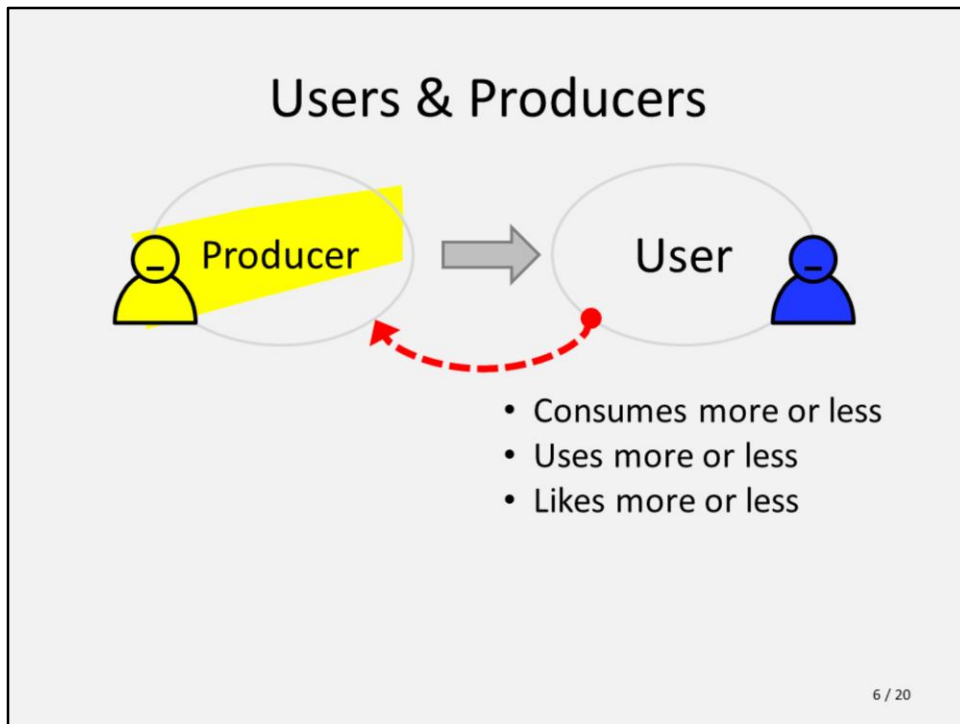 Users & Producers
Producer
User
• Consumes more or less
• Uses more or less
• Likes more or less
6 / 20